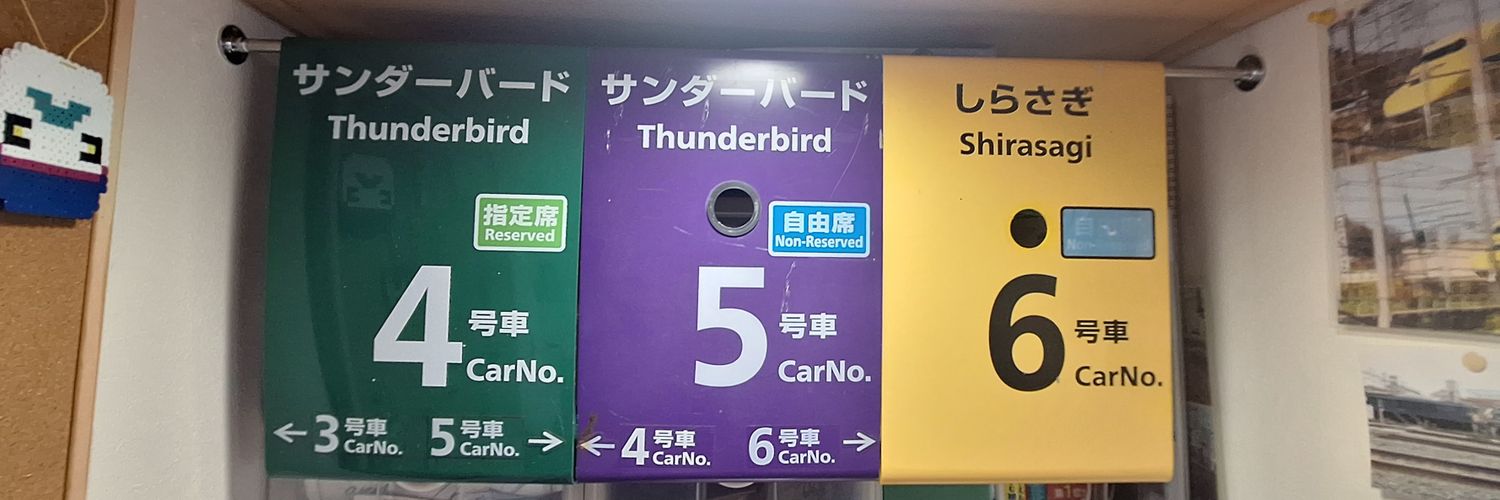 サンダーバード
Thunderbird
指定席
Reserved
4号車
CarNo.
←3号車
CarNo.
5号車→
CarNo.
サンダーバード
Thunderbird
自由席
Non-Reserved
5号車
CarNo.
←4号車
CarNo.
6号車→
CarNo.
しらさぎ
Shirasagi
Non-Reserved
6号車
CarNo.